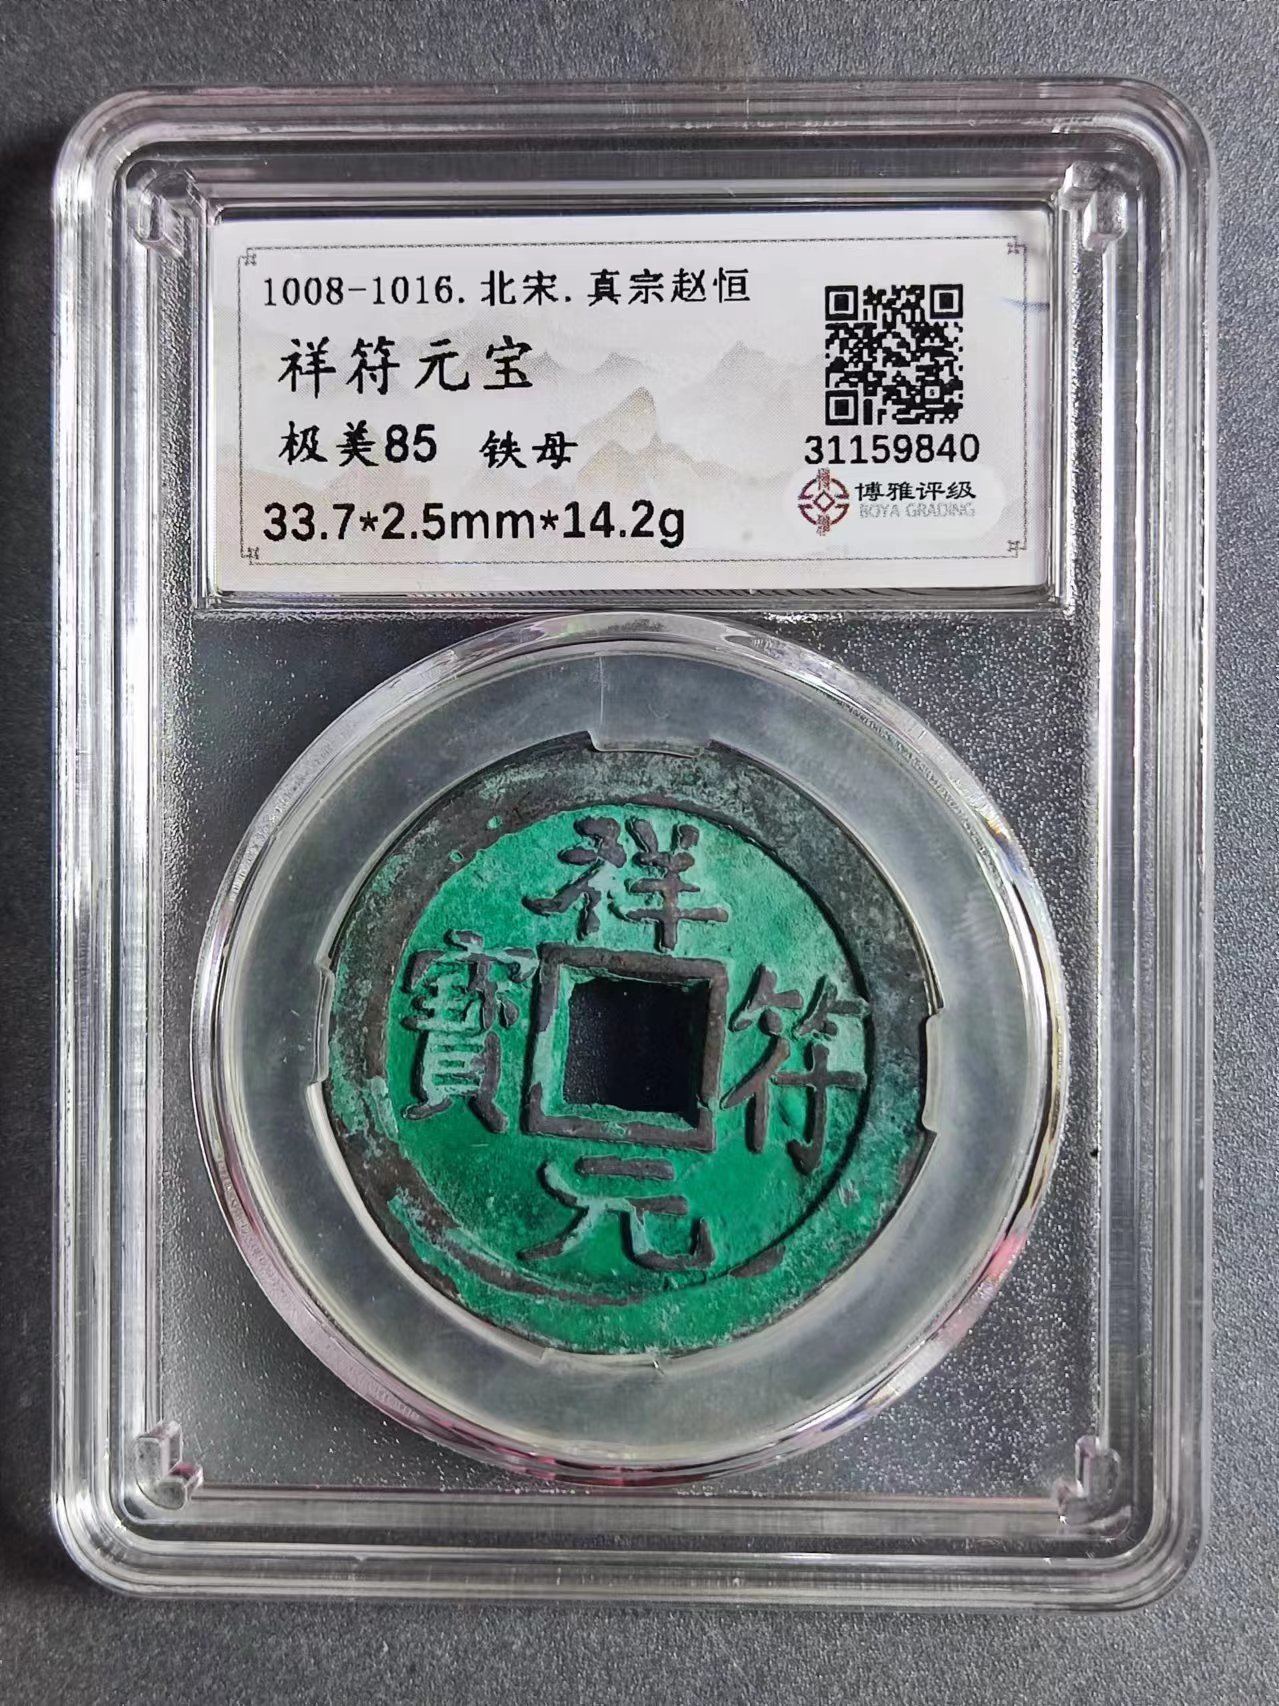 1008-1016.北宋.真宗赵恒
祥符元宝
极美85 铁母
33.7*2.5mm*14.2g
31159840
博雅评级
BOYA GRADING
祥符元寶